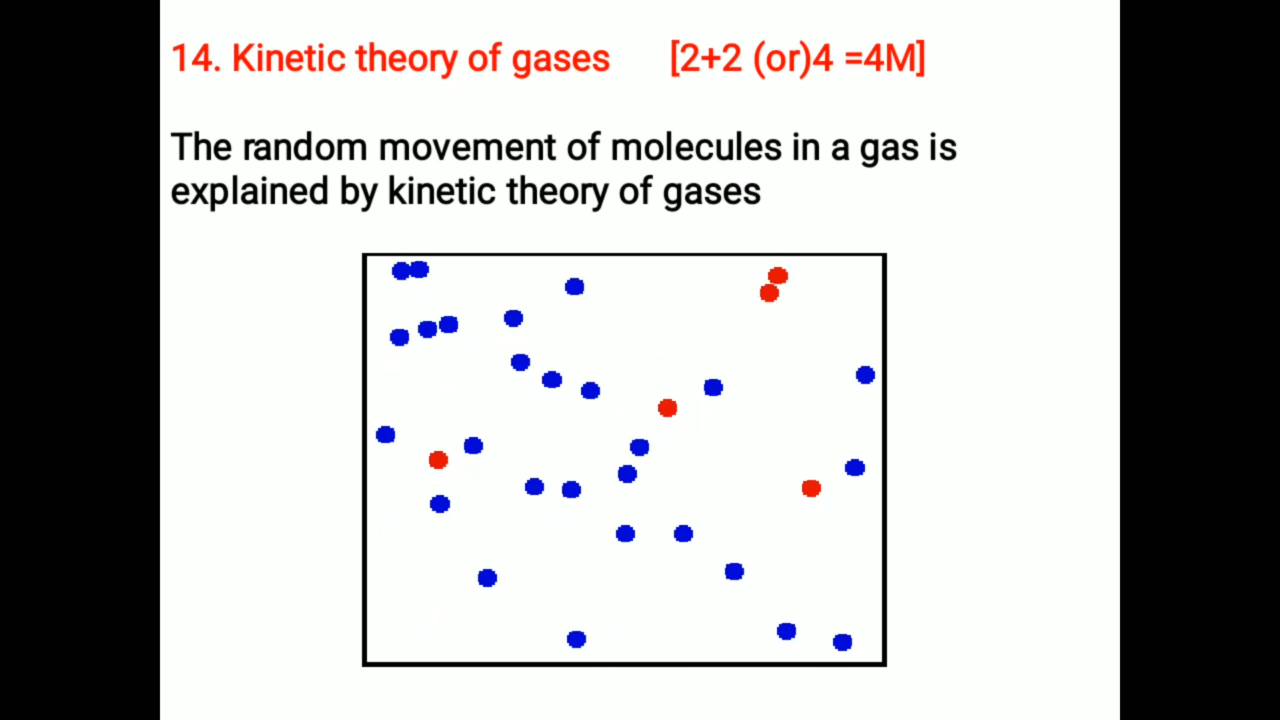 14. Kinetic theory of gases [2+2 (or)4 =4M]
The random movement of molecules in a gas is
explained by kinetic theory of gases